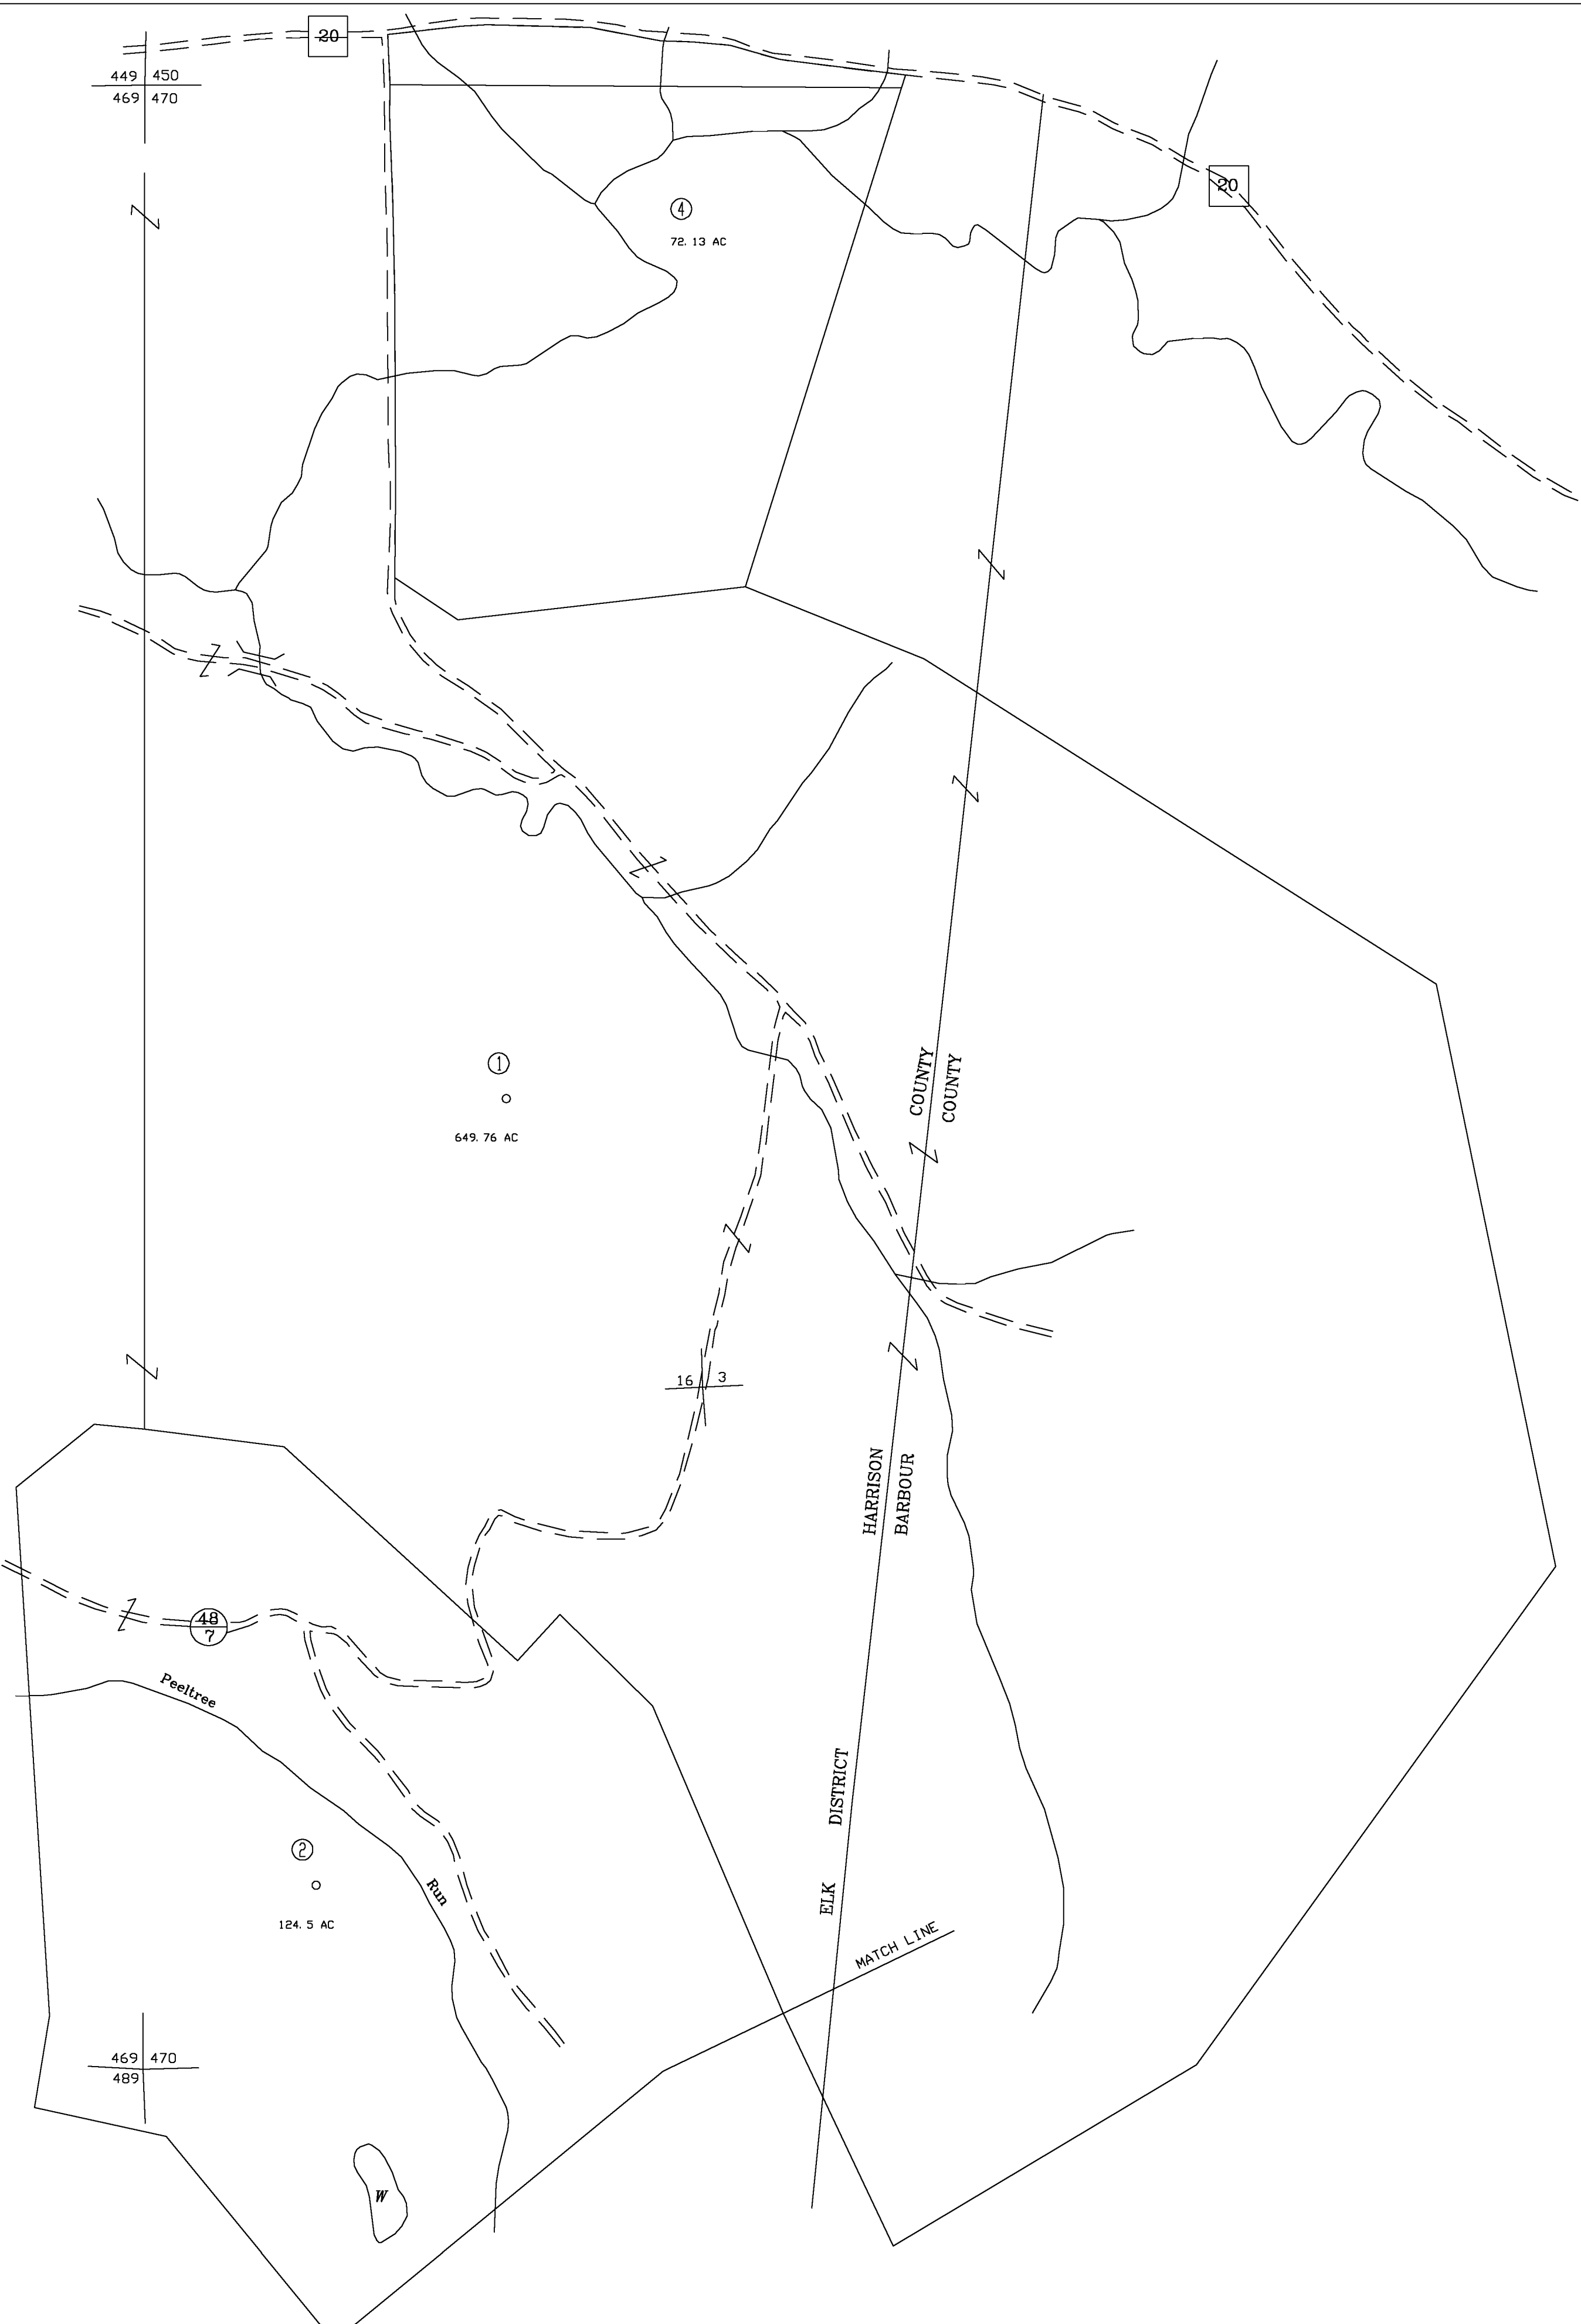 20
449 450
469 470
20
4
72.13 AC
1
649.76 AC
COUNTY
COUNTY
16 3
HARRISON
BARBOUR
48
7
Peeltree
Run
2
124.5 AC
ELK DISTRICT
MATCH LINE
469 470
489
W